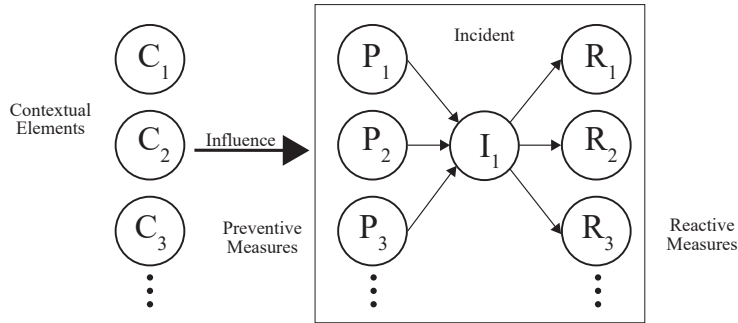 Contextual
Elements
C1
C2
C3
Influence
Preventive
Measures
Incident
P1
P2
P3
I1
R1
R2
R3
Reactive
Measures